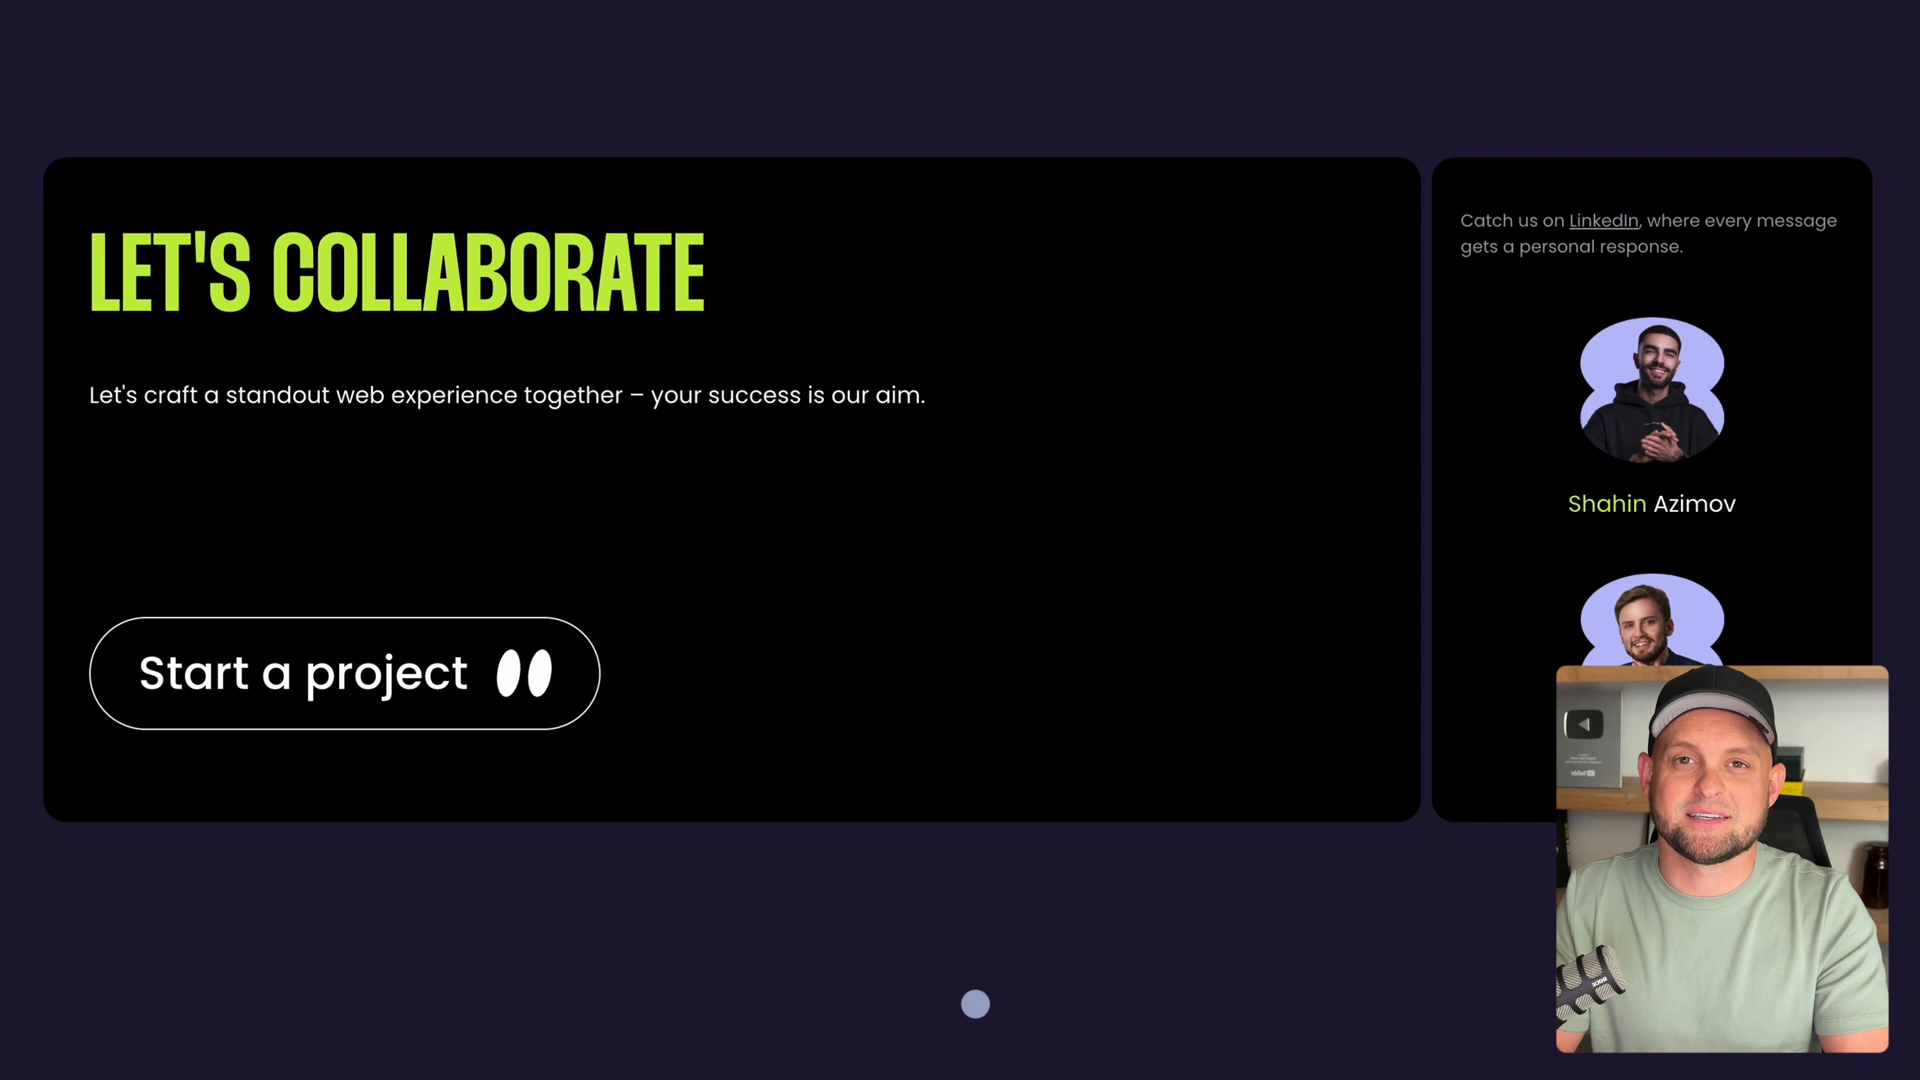 LET'S COLLABORATE
Let's craft a standout web experience together – your success is our aim.
Start a project
Catch us on LinkedIn, where every message
gets a personal response.
Shahin Azimov